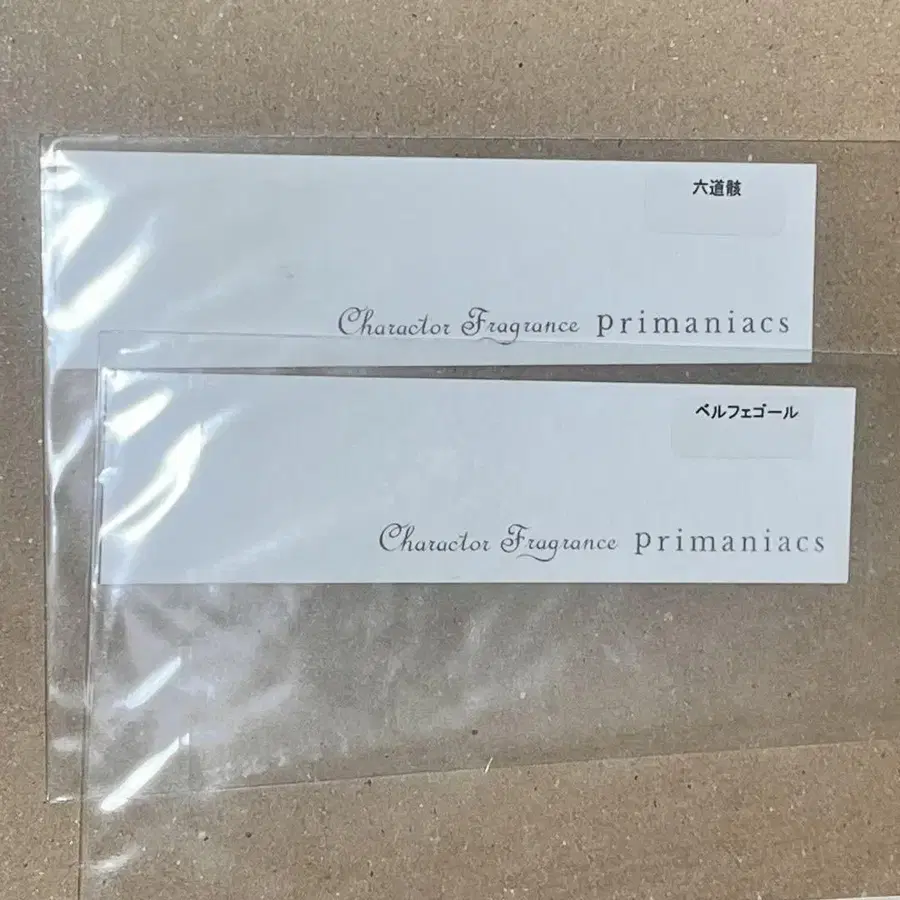 六道骸
Charactor Fragrance primaniacs
ベルフェゴール
Charactor Fragrance primaniacs